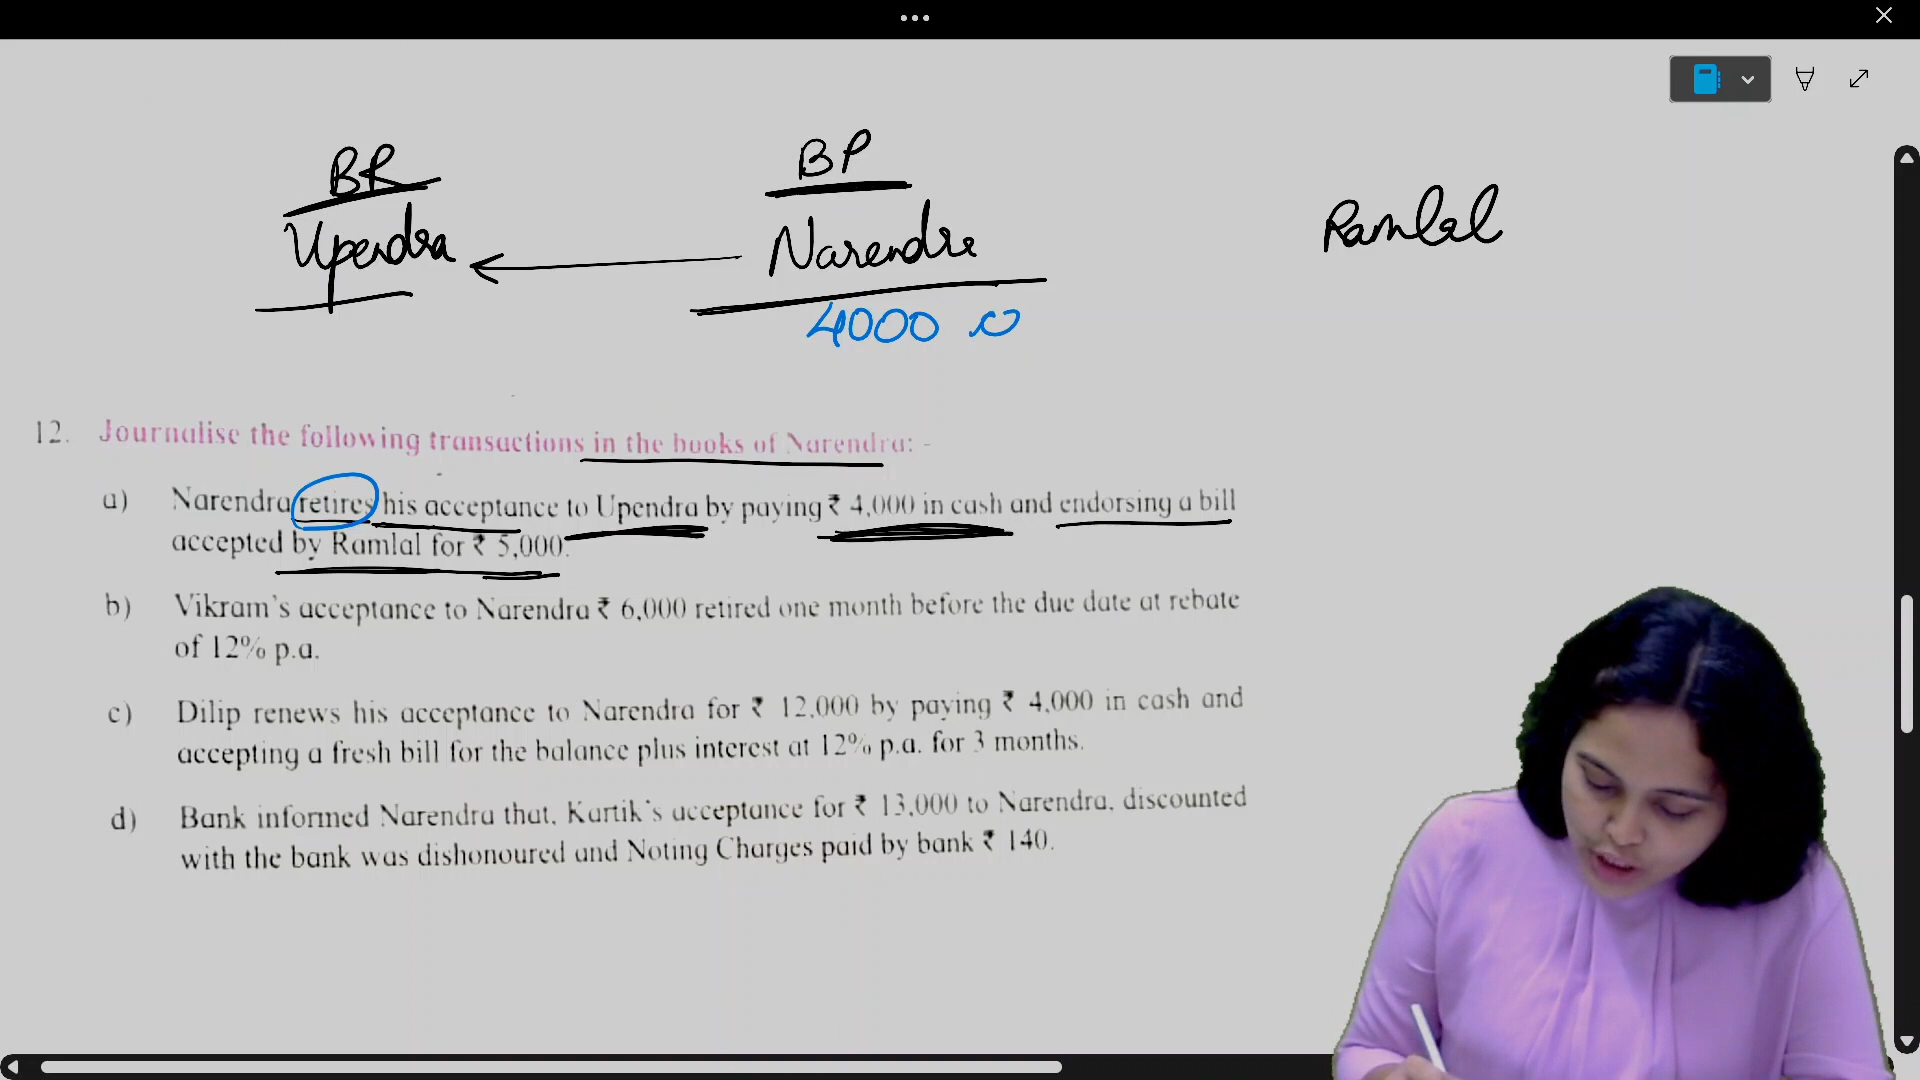 BR
BP
Upendra
Narendra
Ramlal
4000
12. Journalise the following transactions in the books of Narendra: -
a) Narendra retires his acceptance to Upendra by paying ₹ 4,000 in cash and endorsing a bill
accepted by Ramlal for ₹ 5,000.
b) Vikram's acceptance to Narendra ₹ 6,000 retired one month before the due date at rebate
of 12% p.a.
c) Dilip renews his acceptance to Narendra for ₹ 12,000 by paying ₹ 4,000 in cash and
accepting a fresh bill for the balance plus interest at 12% p.a. for 3 months.
d) Bank informed Narendra that, Kartik's acceptance for ₹ 13,000 to Narendra, discounted
with the bank was dishonoured and Noting Charges paid by bank ₹ 140.